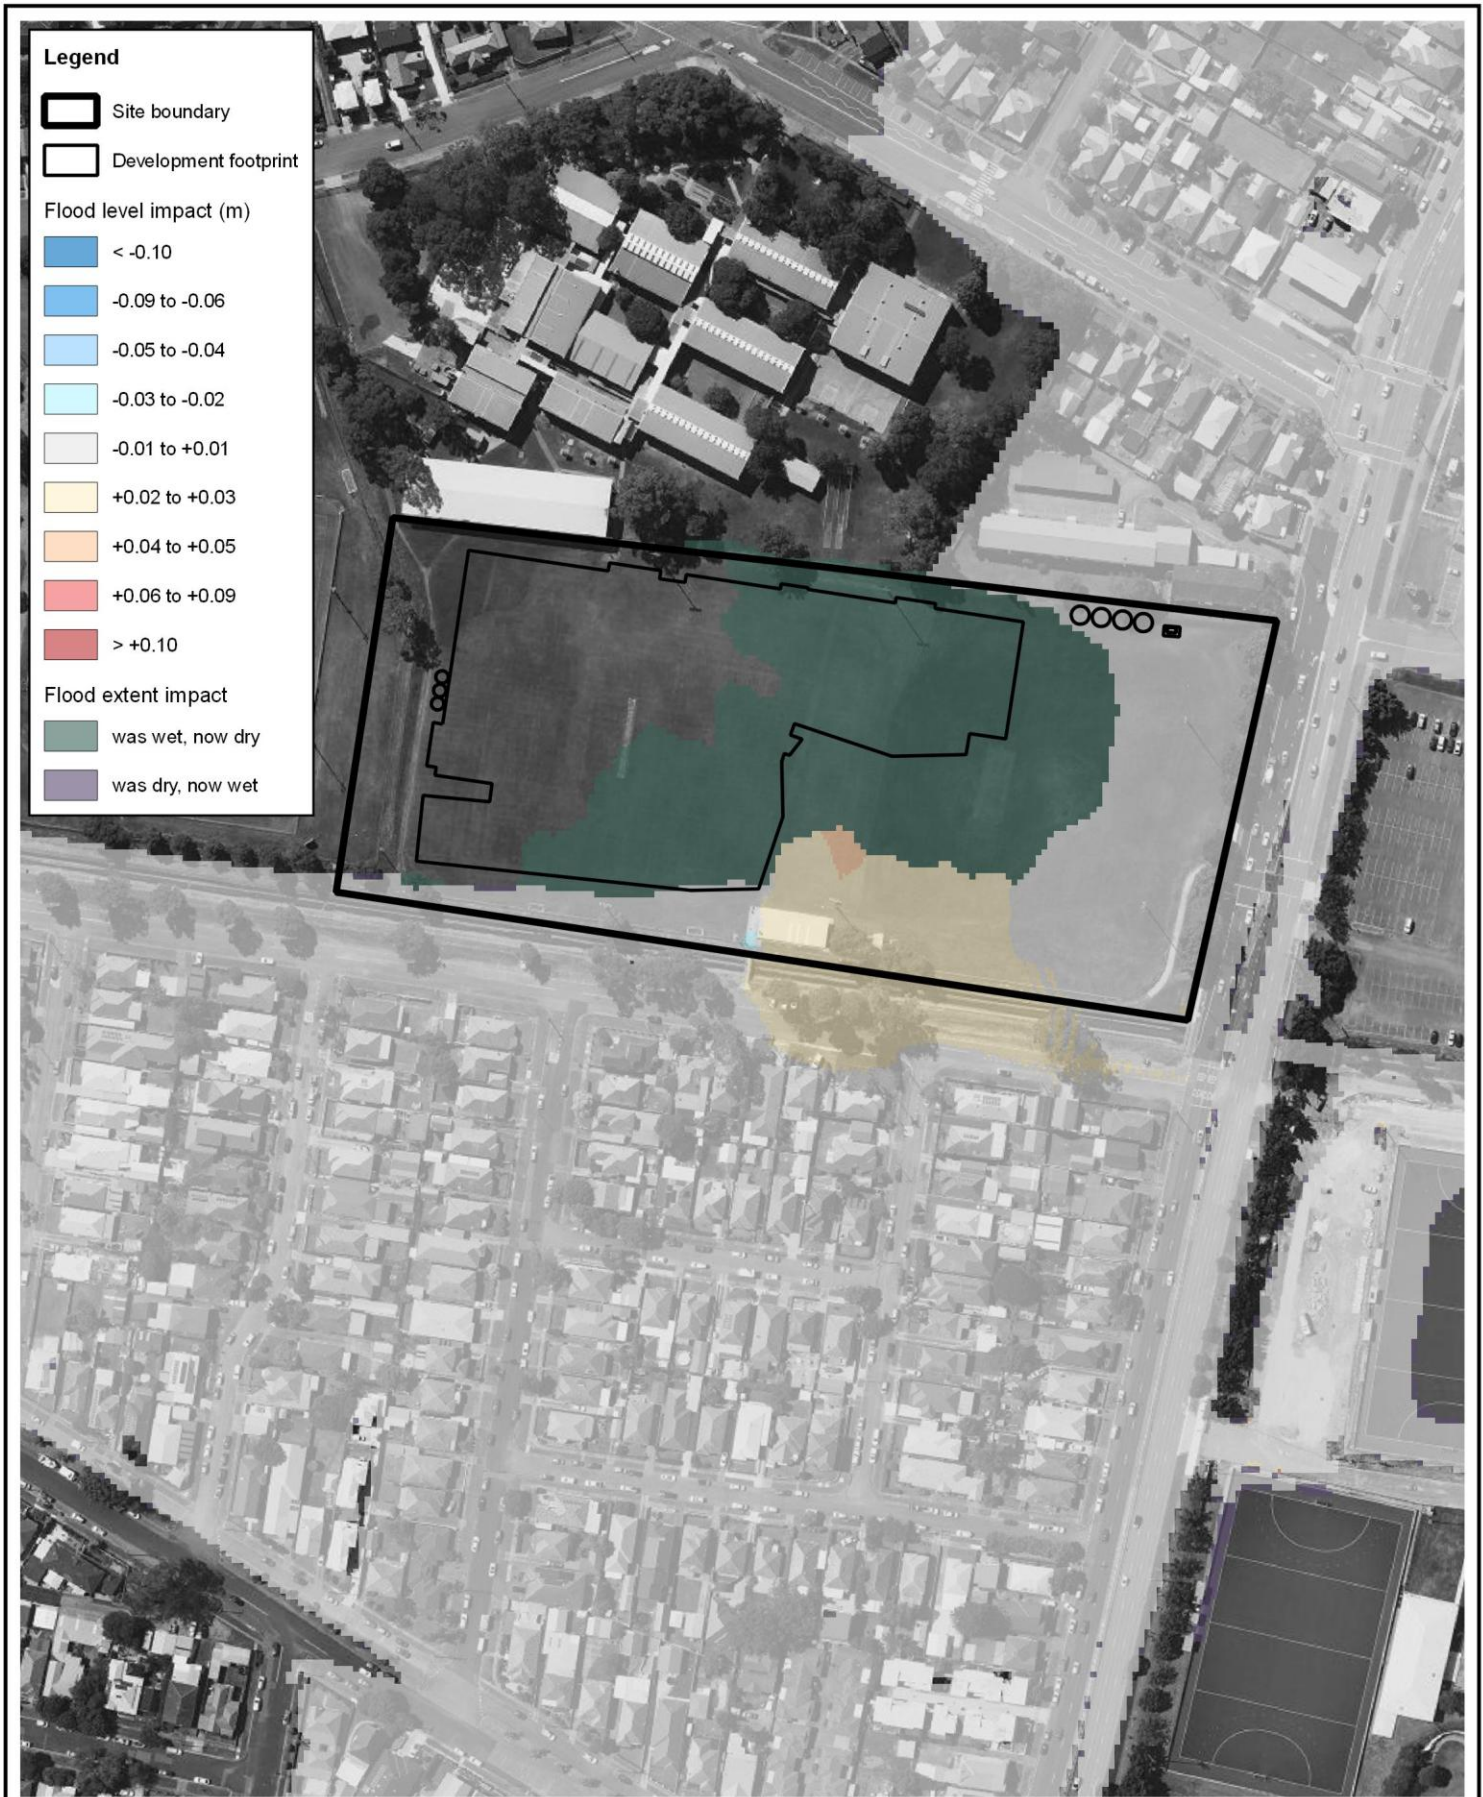 Legend
Site boundary
Development footprint
Flood level impact (m)
< -0.10
-0.09 to -0.06
-0.05 to -0.04
-0.03 to -0.02
-0.01 to +0.01
+0.02 to +0.03
+0.04 to +0.05
+0.06 to +0.09
> +0.10
Flood extent impact
was wet, now dry
was dry, now wet